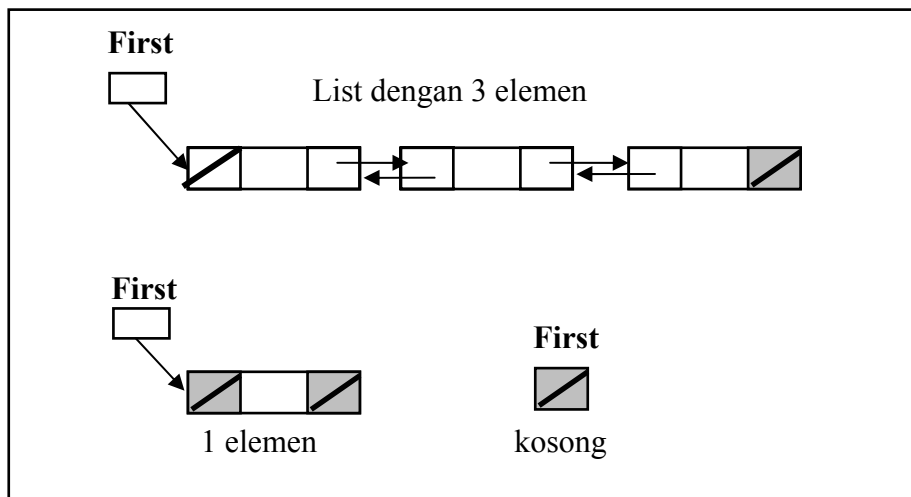 First
List dengan 3 elemen
First
First
1 elemen
kosong